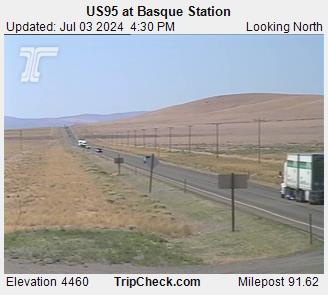 US95 at Basque Station
Updated: Jul 03 2024 4:30 PM Looking North
Elevation 4460 TripCheck.com Milepost 91.62